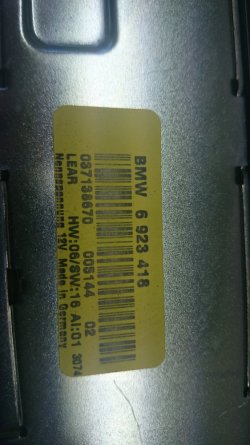 BMW 6 923 418
037136670 005144 02
LEAR HW:06/SW:16 AI:01 3074
Nennspannung 12V Made in Germany